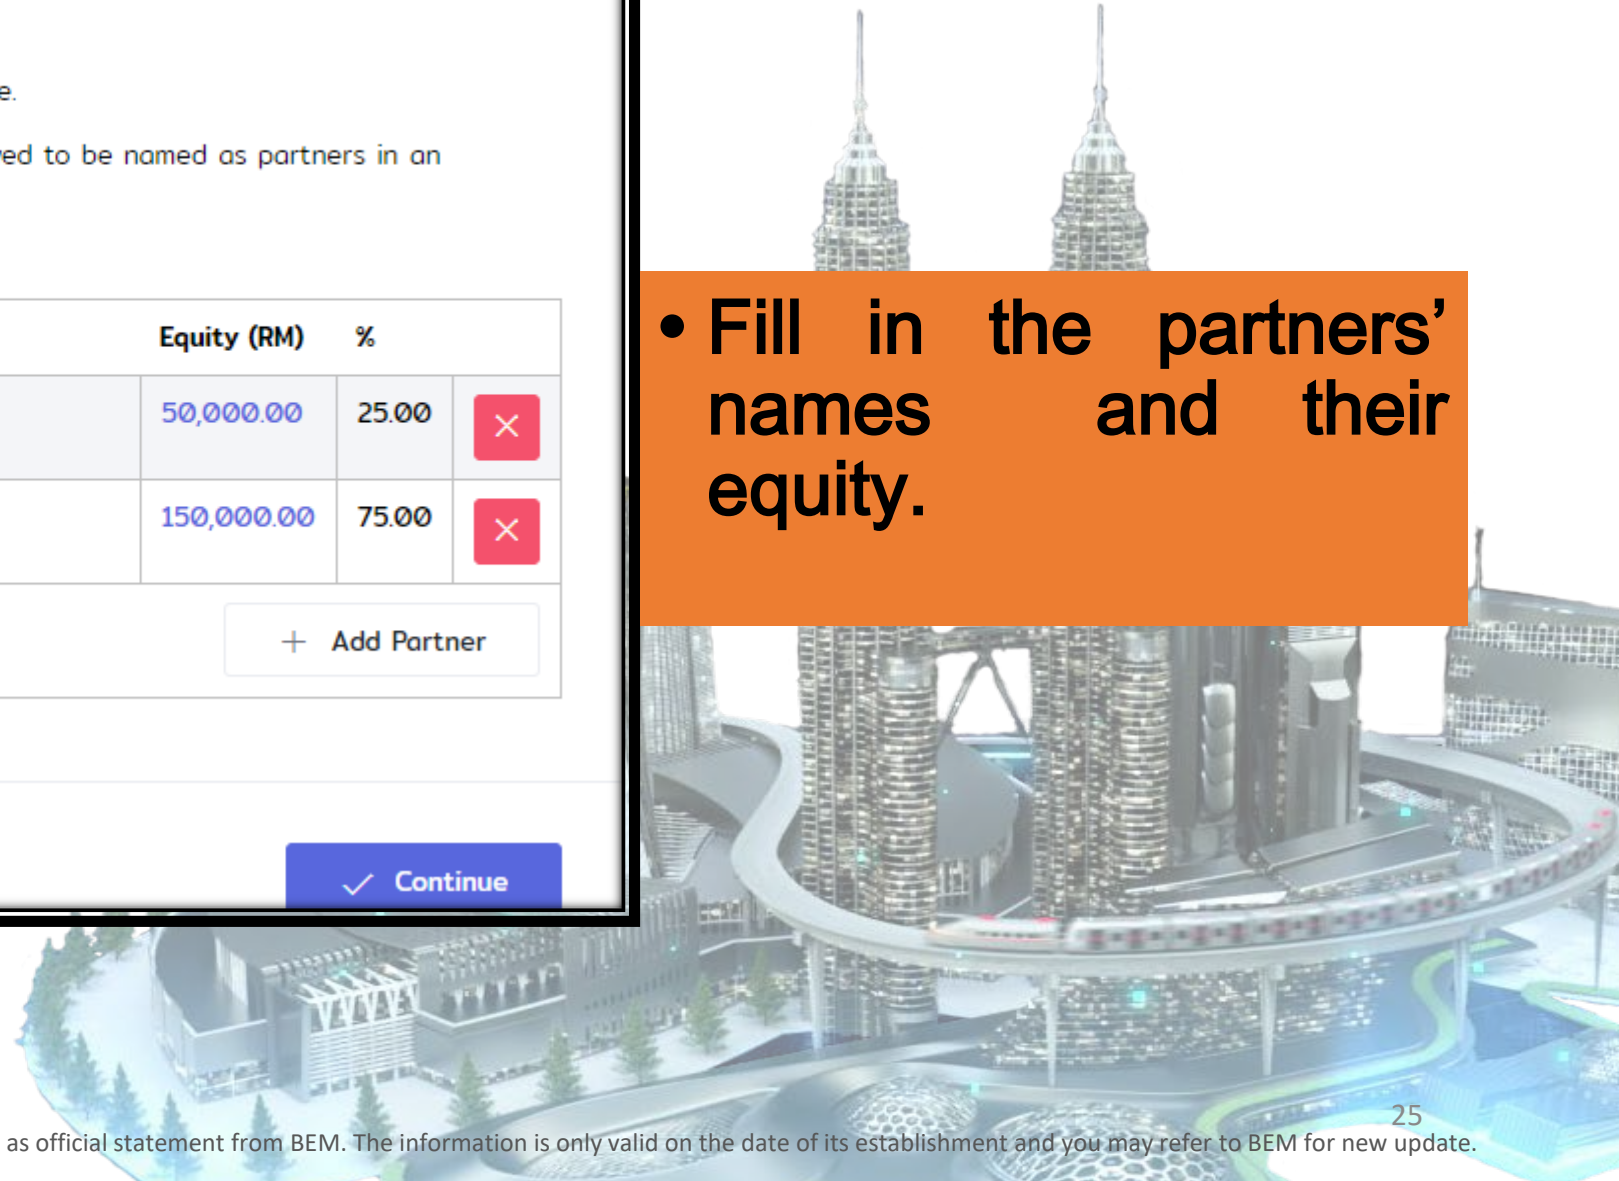 e.
ed to be named as partners in an
Equity (RM) %
50,000.00 25.00
150,000.00 75.00
+ Add Partner
Continue
• Fill in the partners’
names and their
equity.
25
as official statement from BEM. The information is only valid on the date of its establishment and you may refer to BEM for new update.